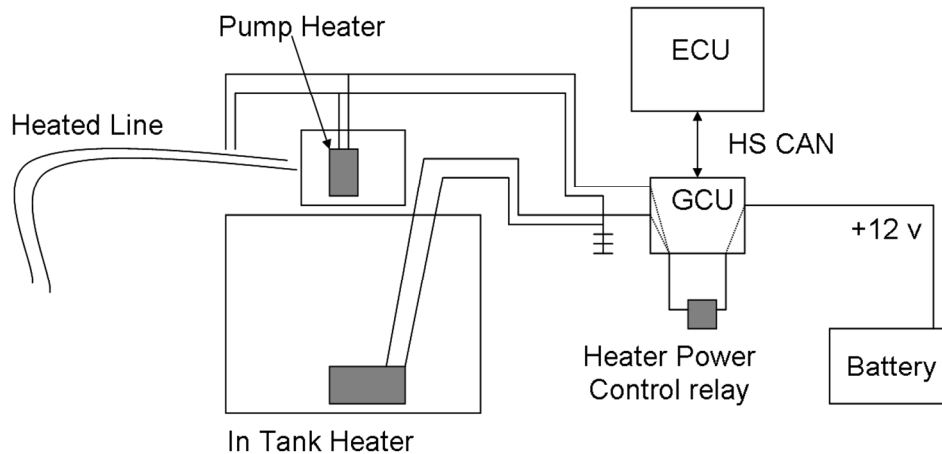 Pump Heater
ECU
Heated Line
HS CAN
GCU
+12 v
Heater Power
Control relay
Battery
In Tank Heater